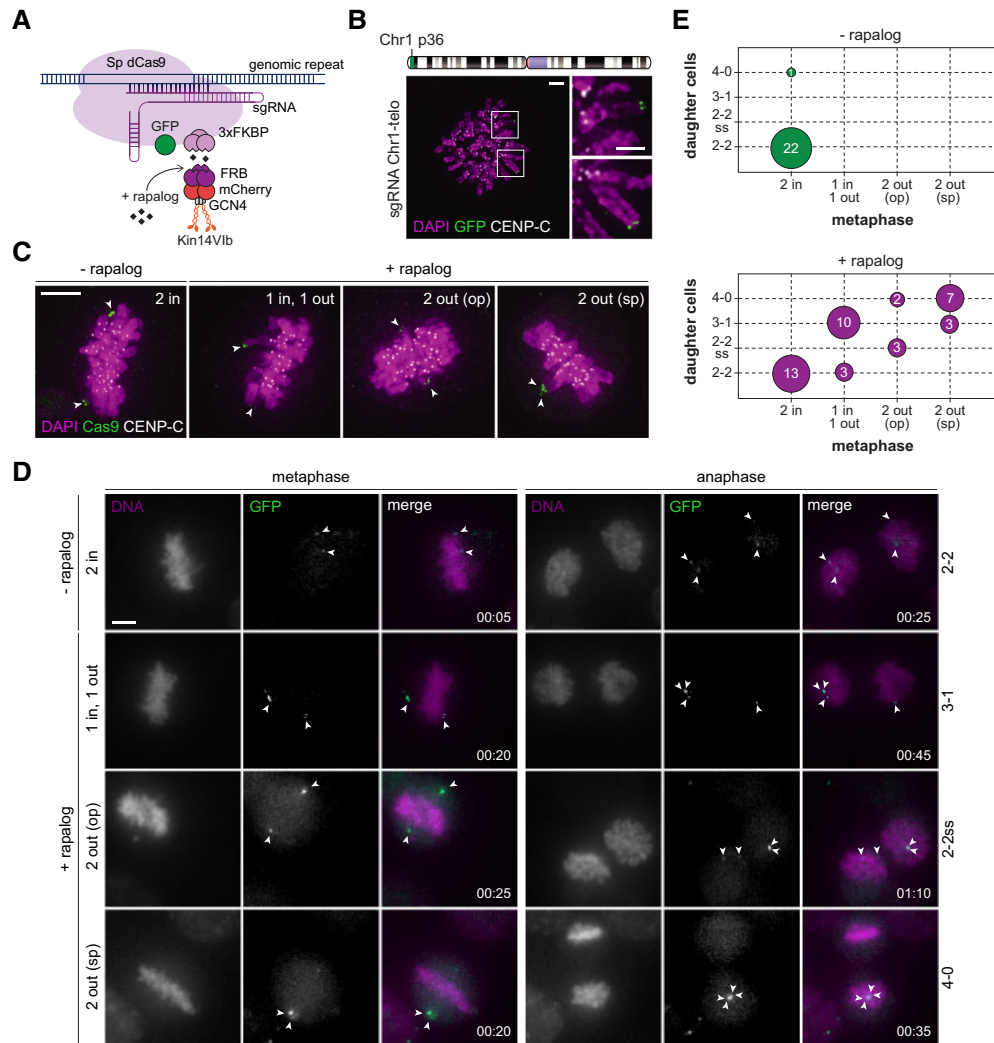 A
Sp dCas9
genomic repeat
sgRNA
GFP
3xFKBP
+ rapalog
FRB
mCherry
GCN4
Kin14VIb
B
Chr1 p36
sgRNA Chr1-telo
DAPI GFP CENP-C
C
- rapalog
+ rapalog
2 in
1 in, 1 out
2 out (op)
2 out (sp)
DAPI Cas9 CENP-C
D
metaphase
anaphase
DNA
GFP
merge
DNA
GFP
merge
- rapalog
2 in
00:05
00:25
2-2
+ rapalog
1 in, 1 out
00:20
00:45
3-1
2 out (op)
00:25
01:10
2-2ss
2 out (sp)
00:20
00:35
4-0
E
- rapalog
daughter cells
4-0
1
3-1
2-2
ss
2-2
22
2 in
1 in
1 out
2 out
(op)
2 out
(sp)
metaphase
+ rapalog
daughter cells
4-0
2
7
3-1
10
3
2-2
ss
3
2-2
13
3
2 in
1 in
1 out
2 out
(op)
2 out
(sp)
metaphase